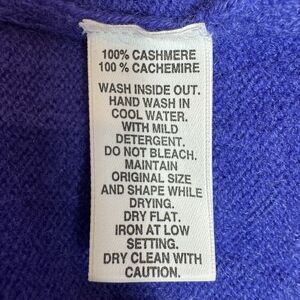 100% CASHMERE
100 % CACHEMIRE
WASH INSIDE OUT.
HAND WASH IN
COOL WATER.
WITH MILD
DETERGENT.
DO NOT BLEACH.
MAINTAIN
ORIGINAL SIZE
AND SHAPE WHILE
DRYING.
DRY FLAT.
IRON AT LOW
SETTING.
DRY CLEAN WITH
CAUTION.